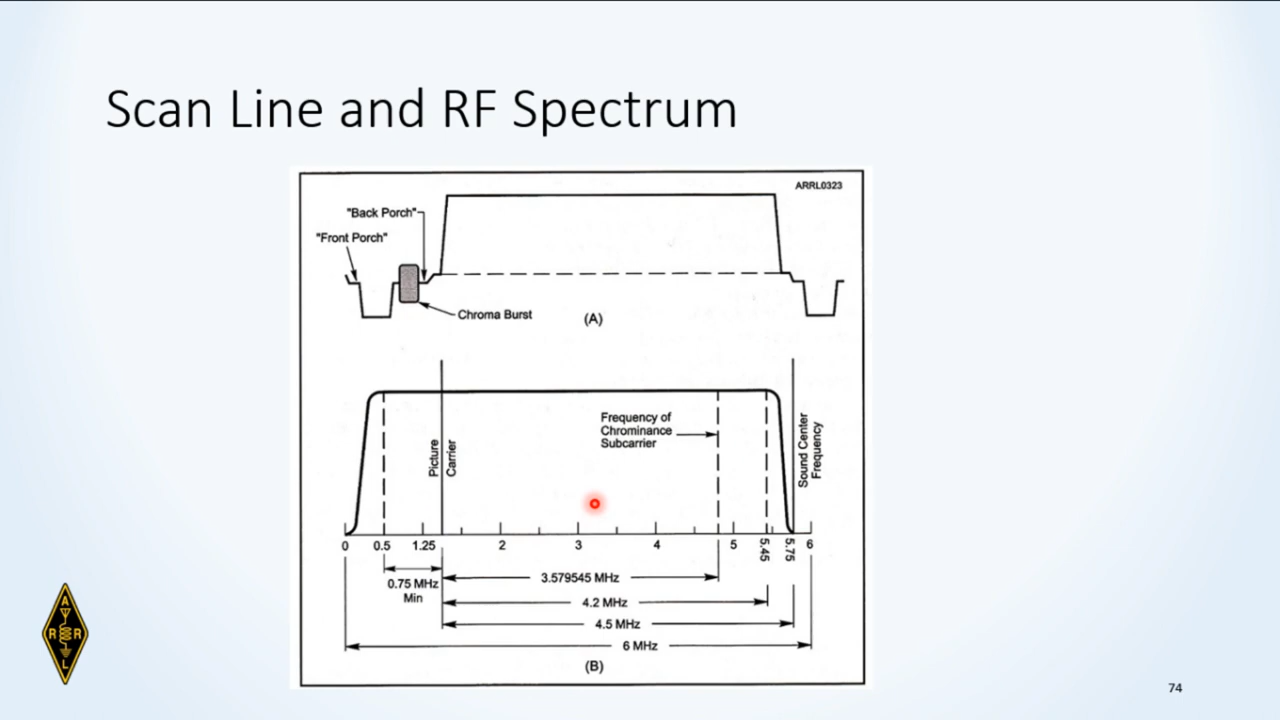 Scan Line and RF Spectrum
ARRL0323
"Back Porch"
"Front Porch"
Chroma Burst
(A)
Picture
Carrier
Frequency of
Chrominance
Subcarrier
Sound Center
Frequency
0 0.5 1.25 2 3 4 5 5.45 5.75 6
0.75 MHz
Min
3.579545 MHz
4.2 MHz
4.5 MHz
6 MHz
(B)
A
R R
L
74